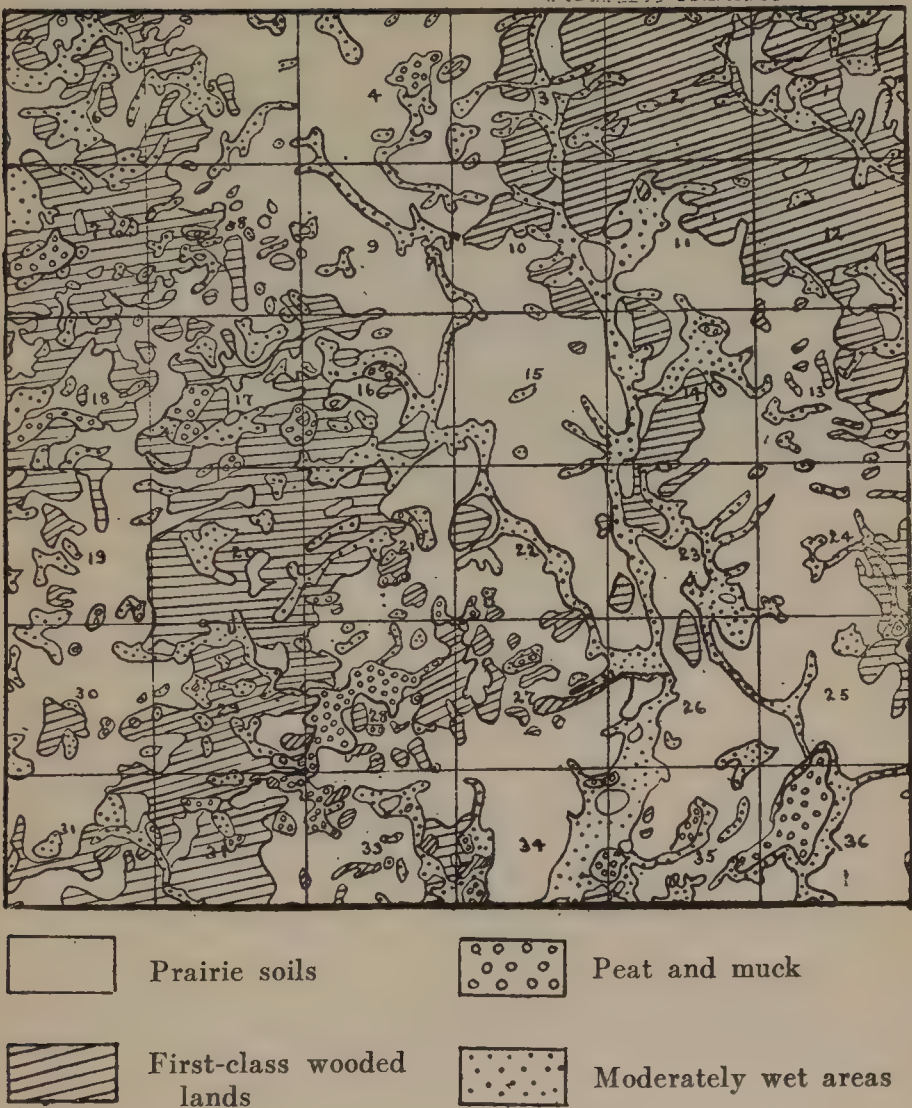 4 3 2 1
8 9 10 11 12
18 17 16 15 14 13
19 20 21 22 23 24
30 29 28 27 26 25
31 33 34 35 36
Prairie soils
Peat and muck
First-class wooded
lands
Moderately wet areas